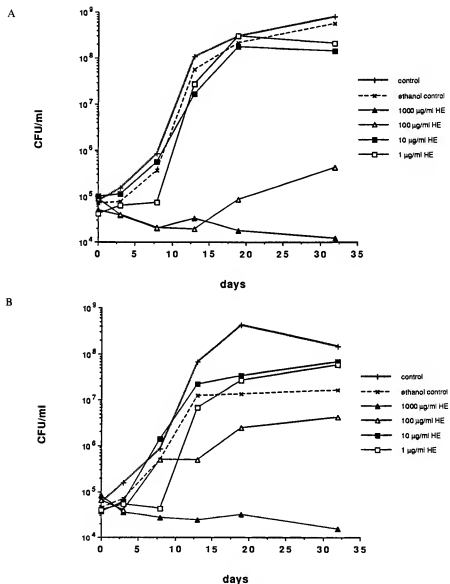 A
10⁹
10⁸
10⁷
10⁶
10⁵
10⁴
CFU/ml
0 5 10 15 20 25 30 35
days
control
ethanol control
1000 µg/ml HE
100 µg/ml HE
10 µg/ml HE
1 µg/ml HE
B
10⁹
10⁸
10⁷
10⁶
10⁵
10⁴
CFU/ml
0 5 10 15 20 25 30 35
days
control
ethanol control
1000 µg/ml HE
100 µg/ml HE
10 µg/ml HE
1 µg/ml HE